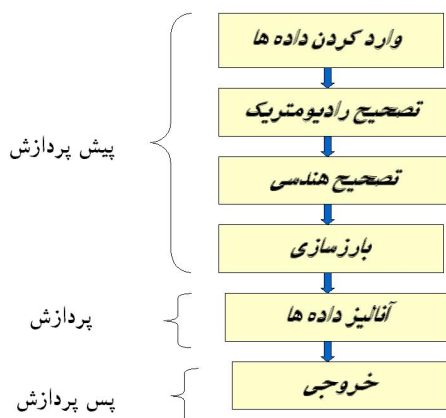 وارد کردن داده ها
تصحیح رادیومتریک
پیش پردازش
تصحیح هندسی
بارزسازی
آنالیز داده ها
پردازش
خروجی
پس پردازش